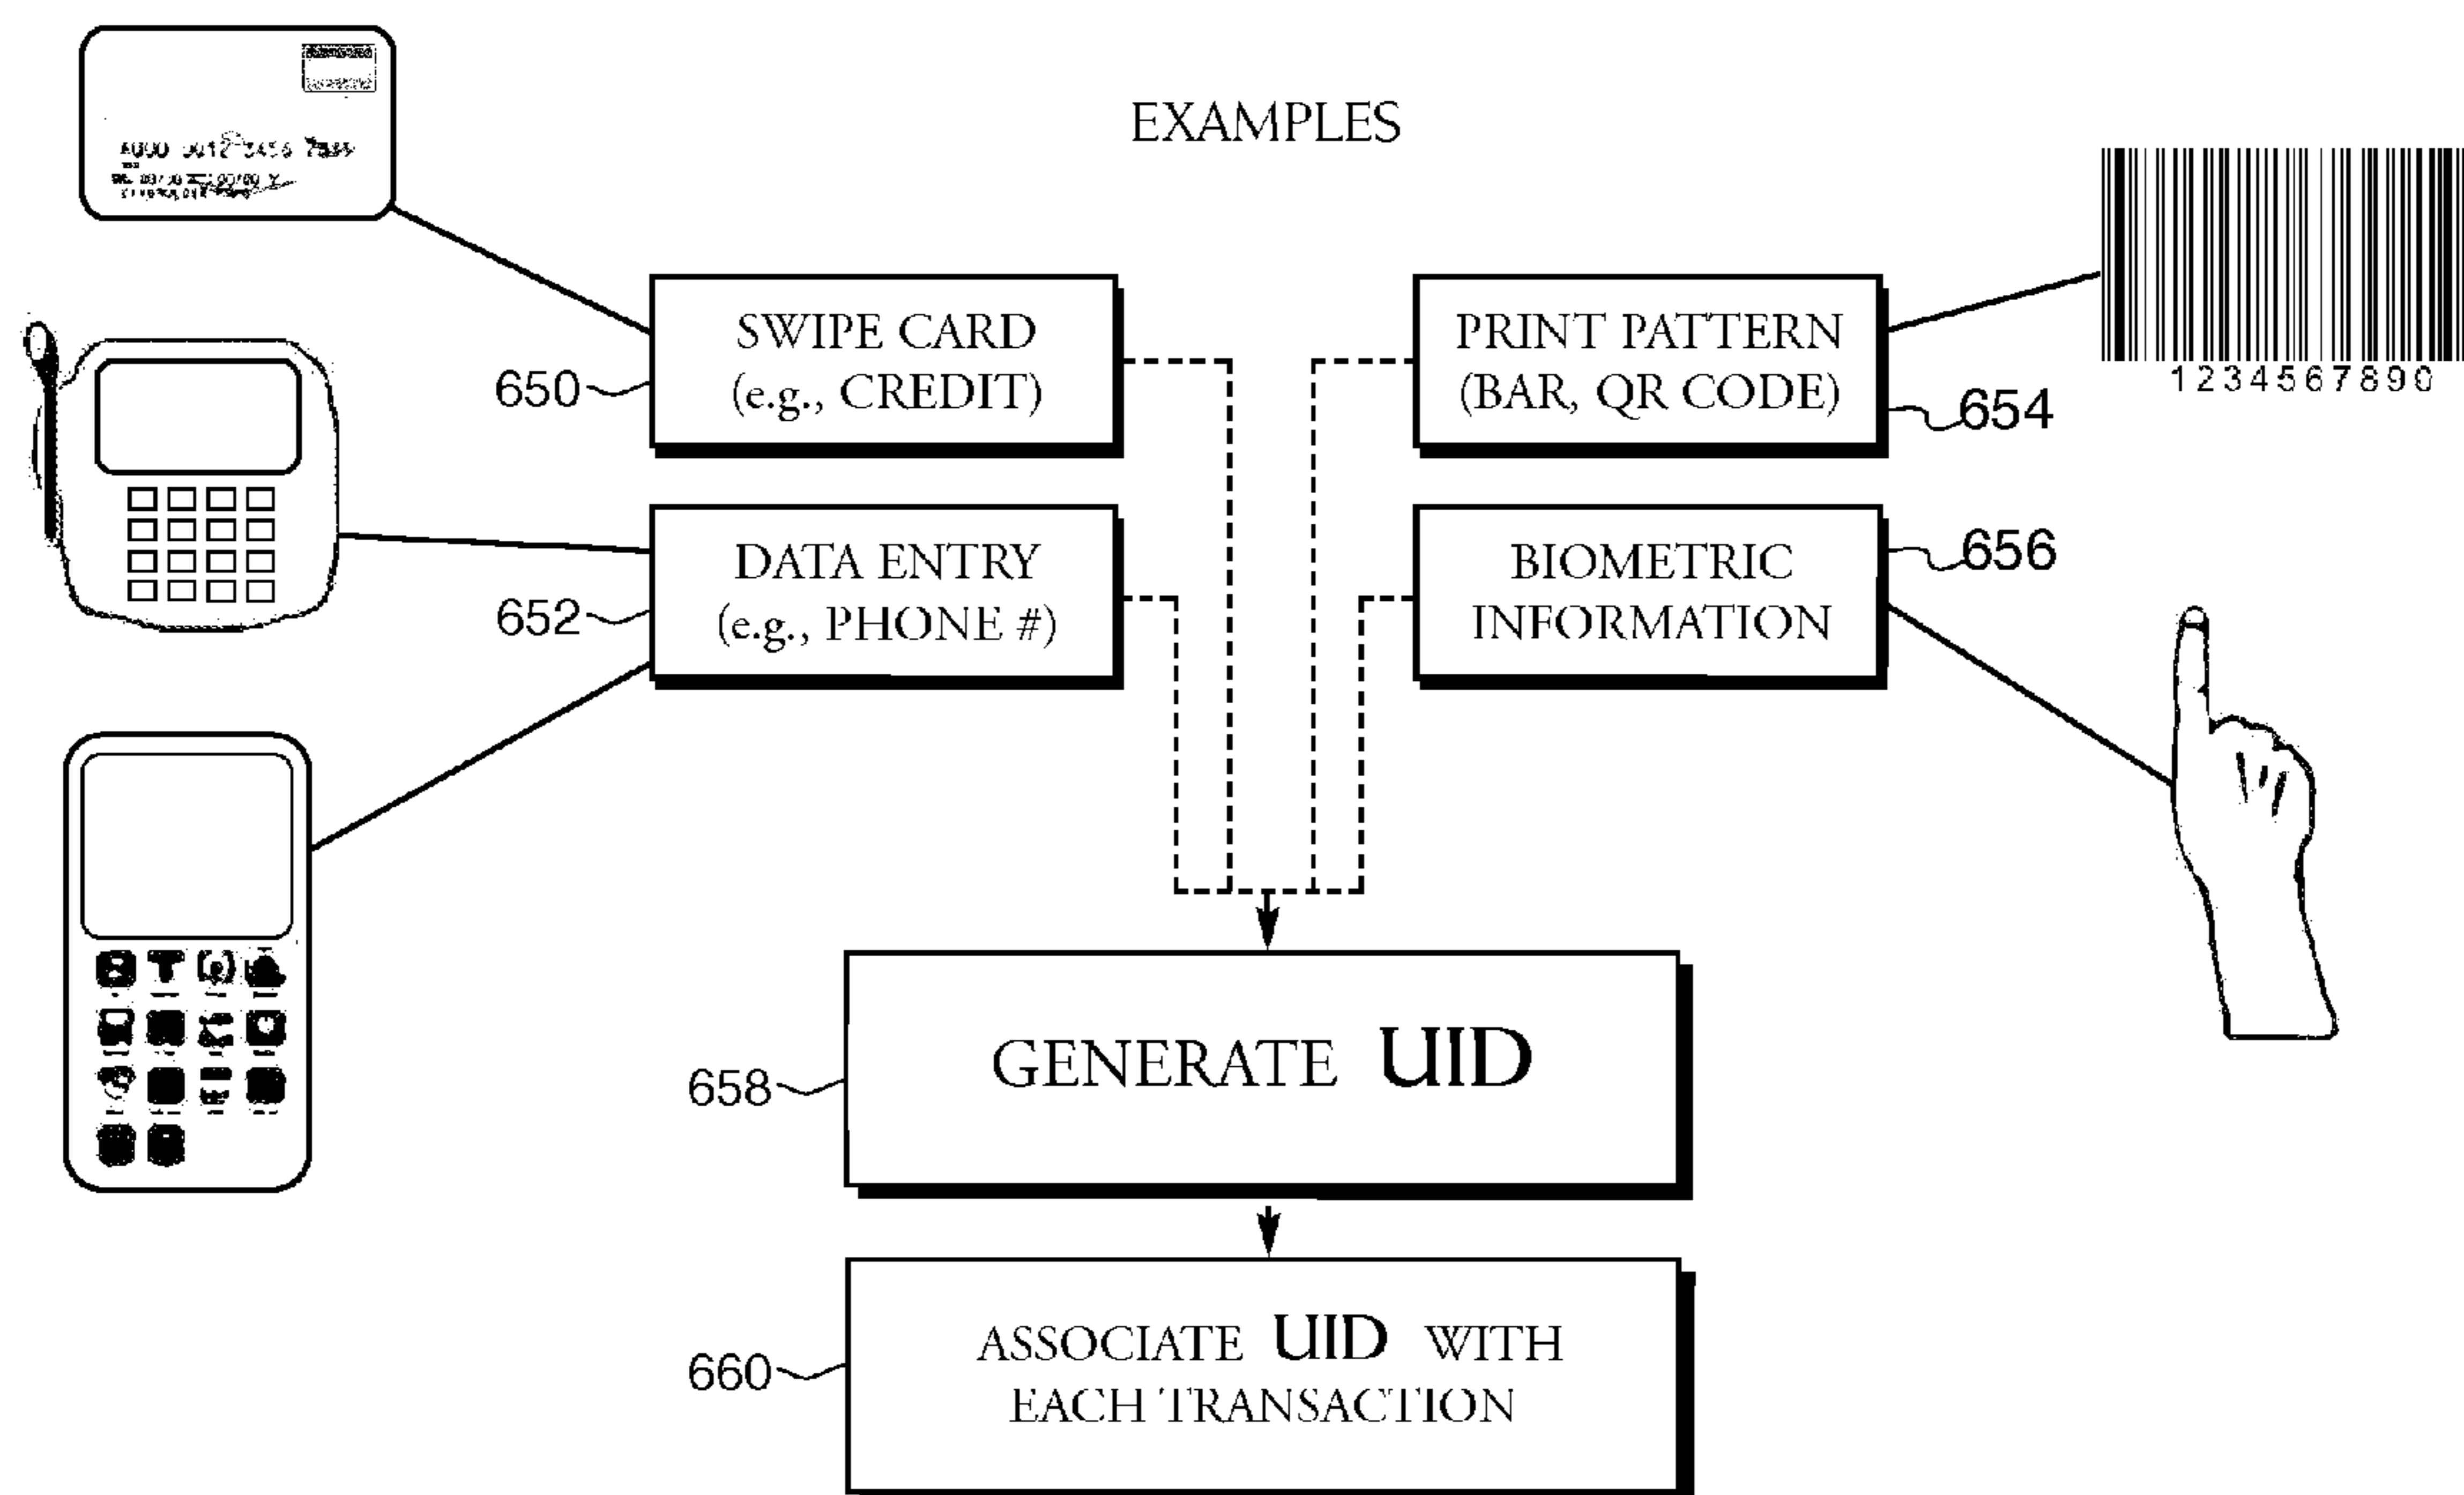 EXAMPLES
SWIPE CARD
(e.g., CREDIT)
650
PRINT PATTERN
(BAR, QR CODE)
654
1234567890
DATA ENTRY
(e.g., PHONE #)
652
BIOMETRIC
INFORMATION
656
GENERATE UID
658
ASSOCIATE UID WITH
EACH TRANSACTION
660